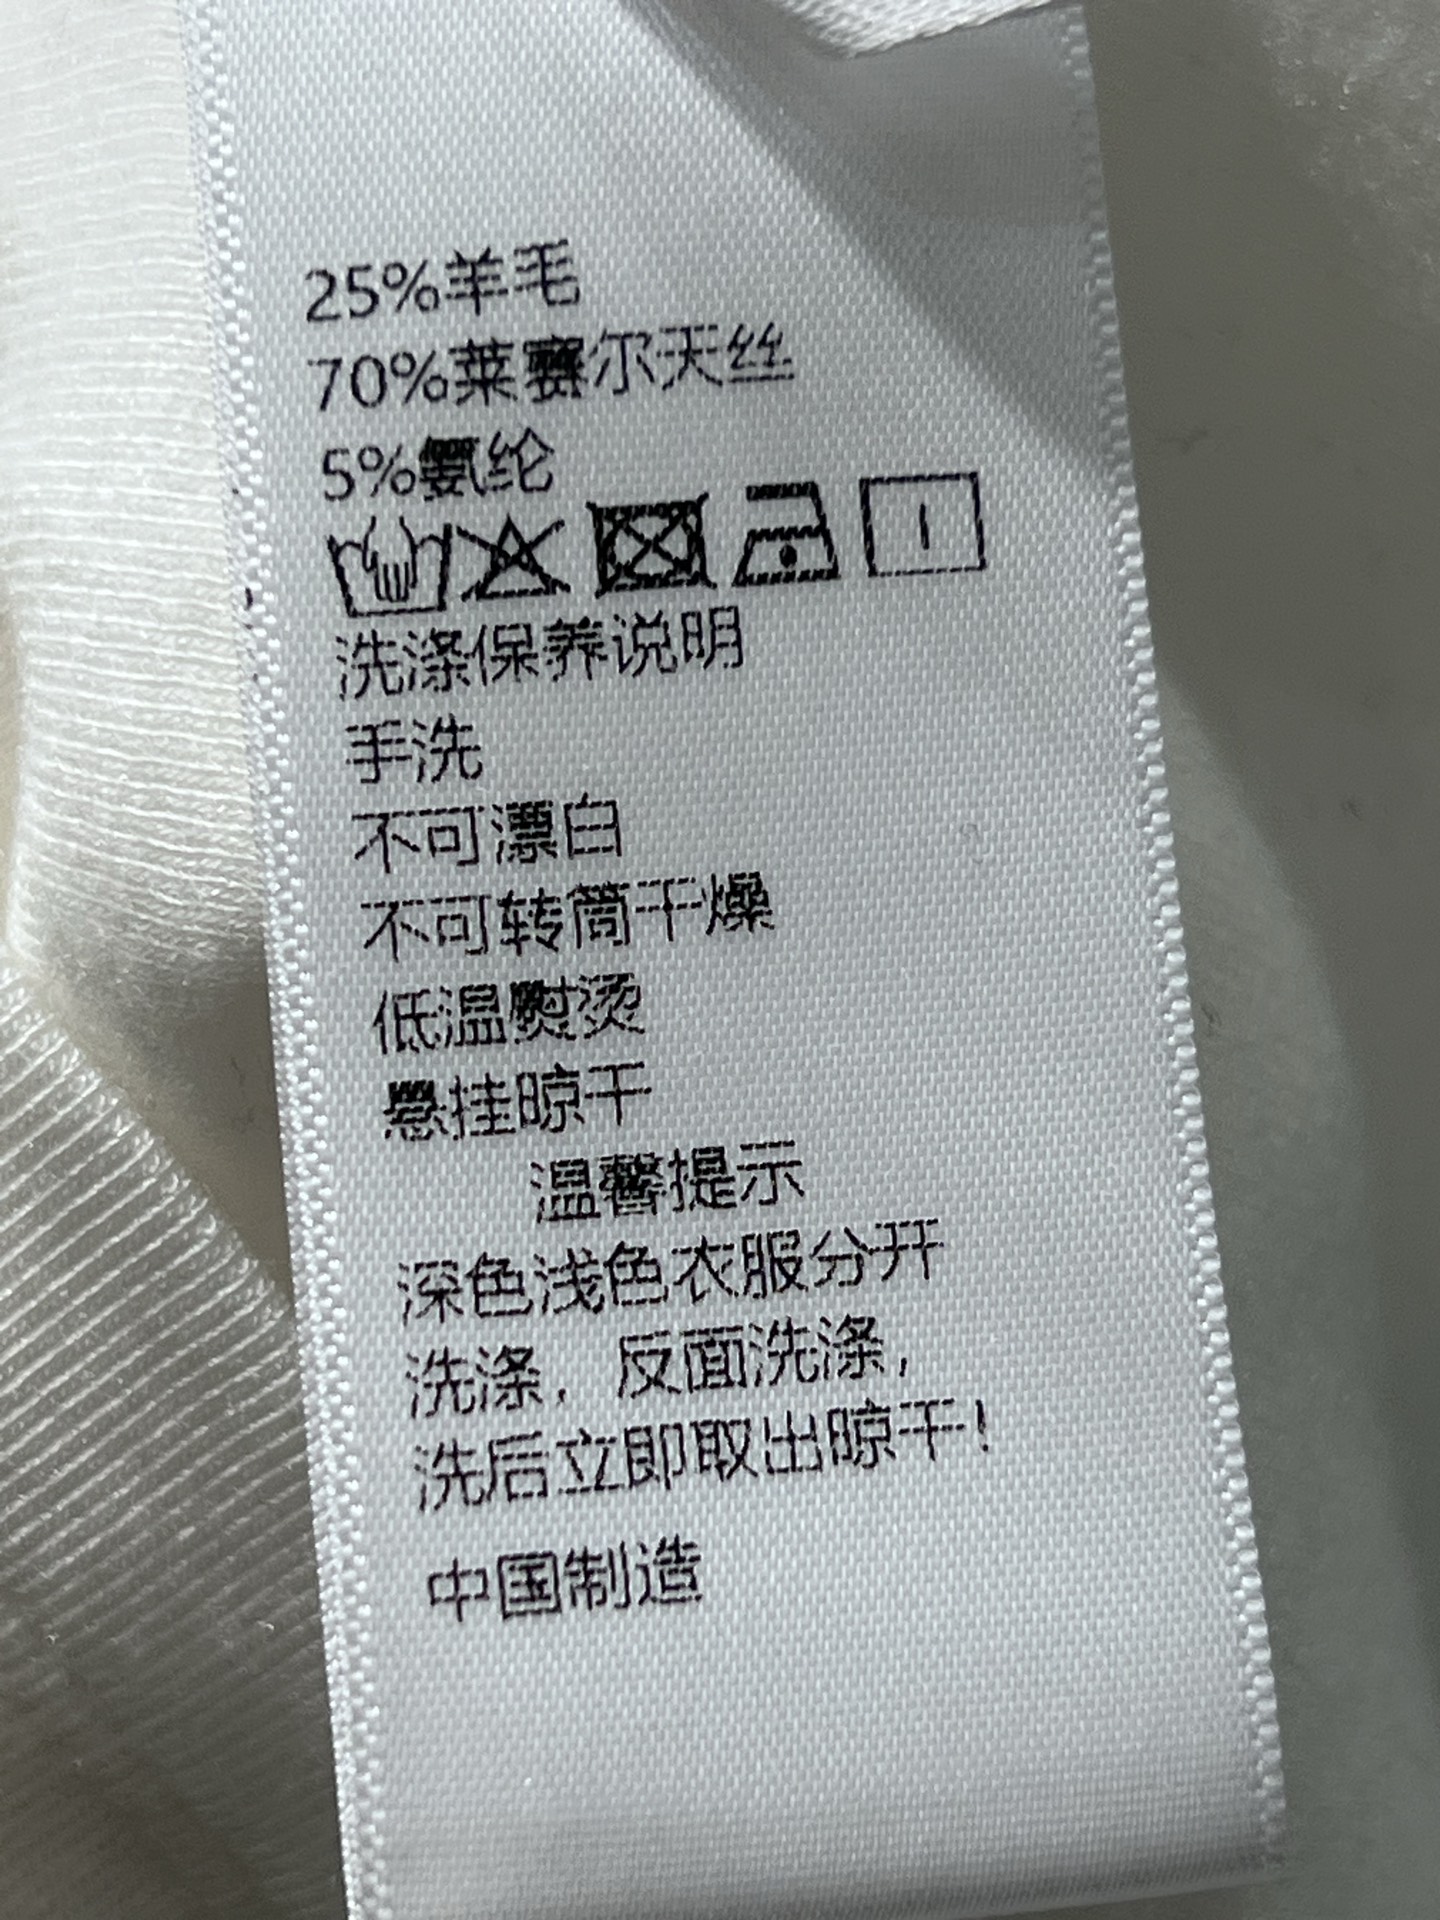 25%羊毛
70%莱赛尔天丝
5%氨纶
洗涤保养说明
手洗
不可漂白
不可转筒干燥
低温熨烫
悬挂晾干
温馨提示
深色浅色衣服分开
洗涤，反面洗涤，
洗后立即取出晾干！
中国制造